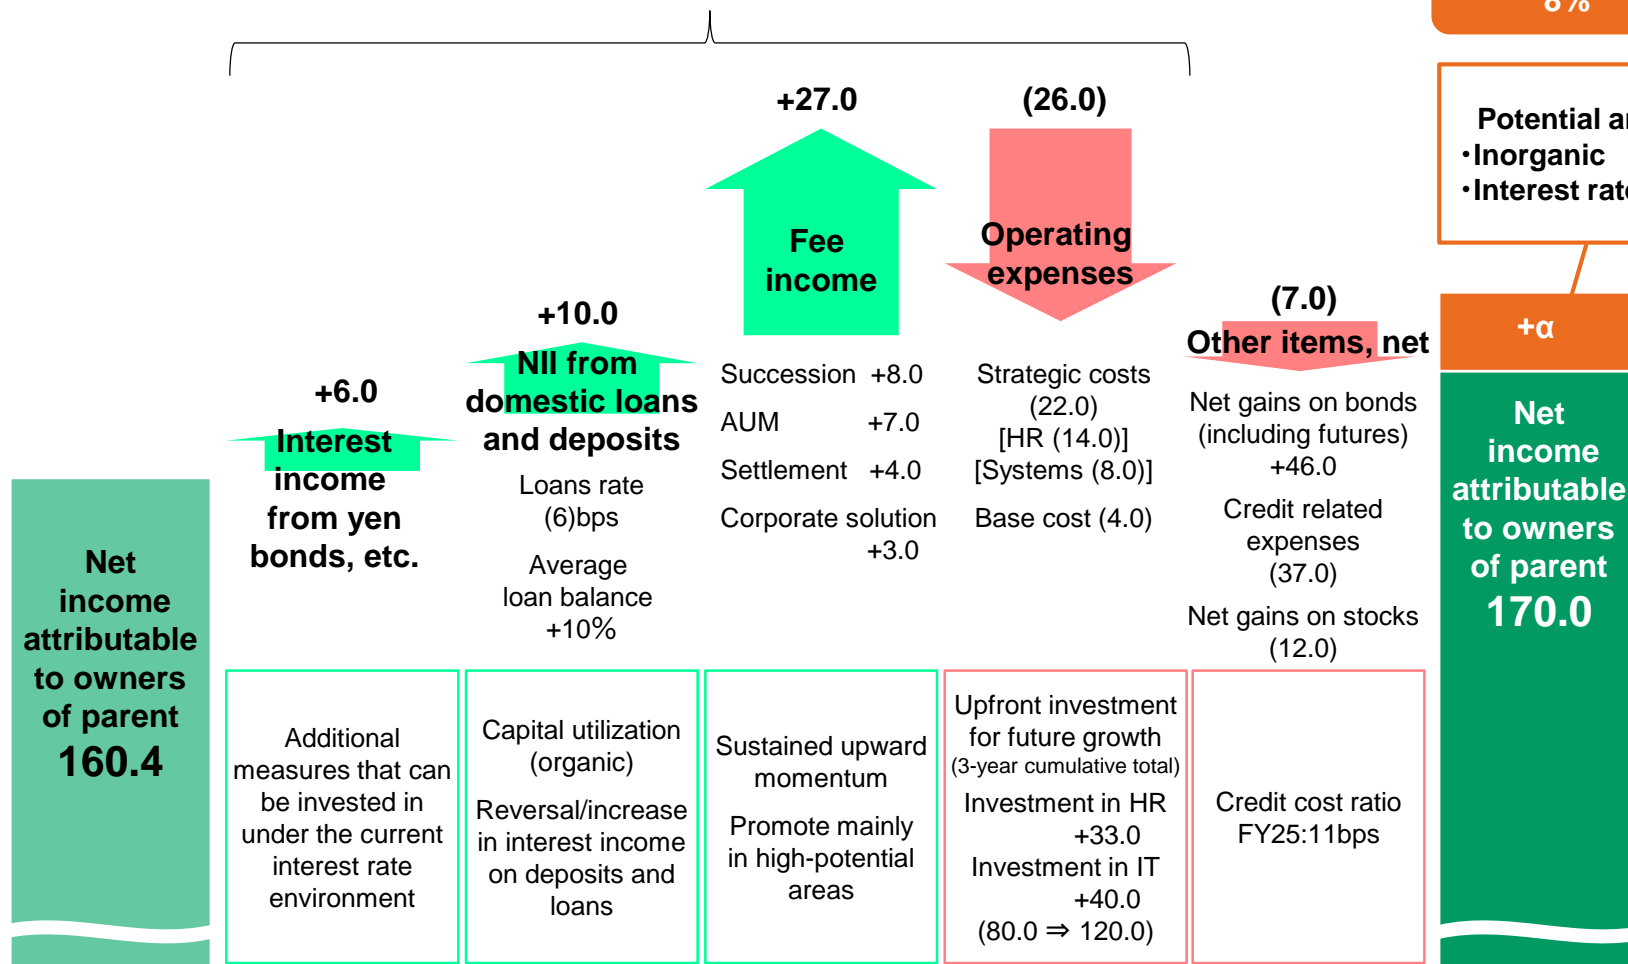 8%
Potential
・Inorganic
・Interest
+α
Net
income
attributable
to owners
of parent
170.0
Net
income
attributable
to owners
of parent
160.4
+6.0
Interest
income
from yen
bonds, etc.
Additional
measures that can
be invested in
under the current
interest rate
environment
+10.0
NII from
domestic loans
and deposits
Loans rate
(6)bps
Average
loan balance
+10%
Capital utilization
(organic)
Reversal/increase
in interest income
on deposits and
loans
+27.0
Fee
income
Succession +8.0
AUM +7.0
Settlement +4.0
Corporate solution
+3.0
Sustained upward
momentum
Promote mainly
in high-potential
areas
(26.0)
Operating
expenses
Strategic costs
(22.0)
[HR (14.0)]
[Systems (8.0)]
Base cost (4.0)
Upfront investment
for future growth
(3-year cumulative total)
Investment in HR
+33.0
Investment in IT
+40.0
(80.0 ⇒ 120.0)
(7.0)
Other items, net
Net gains on bonds
(including futures)
+46.0
Credit related
expenses
(37.0)
Net gains on stocks
(12.0)
Credit cost ratio
FY25:11bps